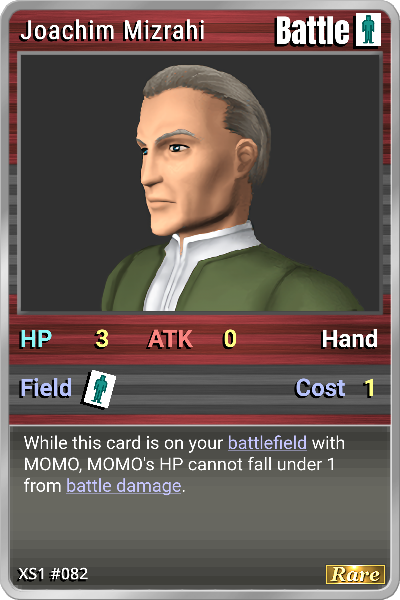 Joachim Mizrahi Battle
HP 3 ATK 0 Hand
Field Cost 1
While this card is on your battlefield with
MOMO, MOMO's HP cannot fall under 1
from battle damage.
XS1 #082 Rare